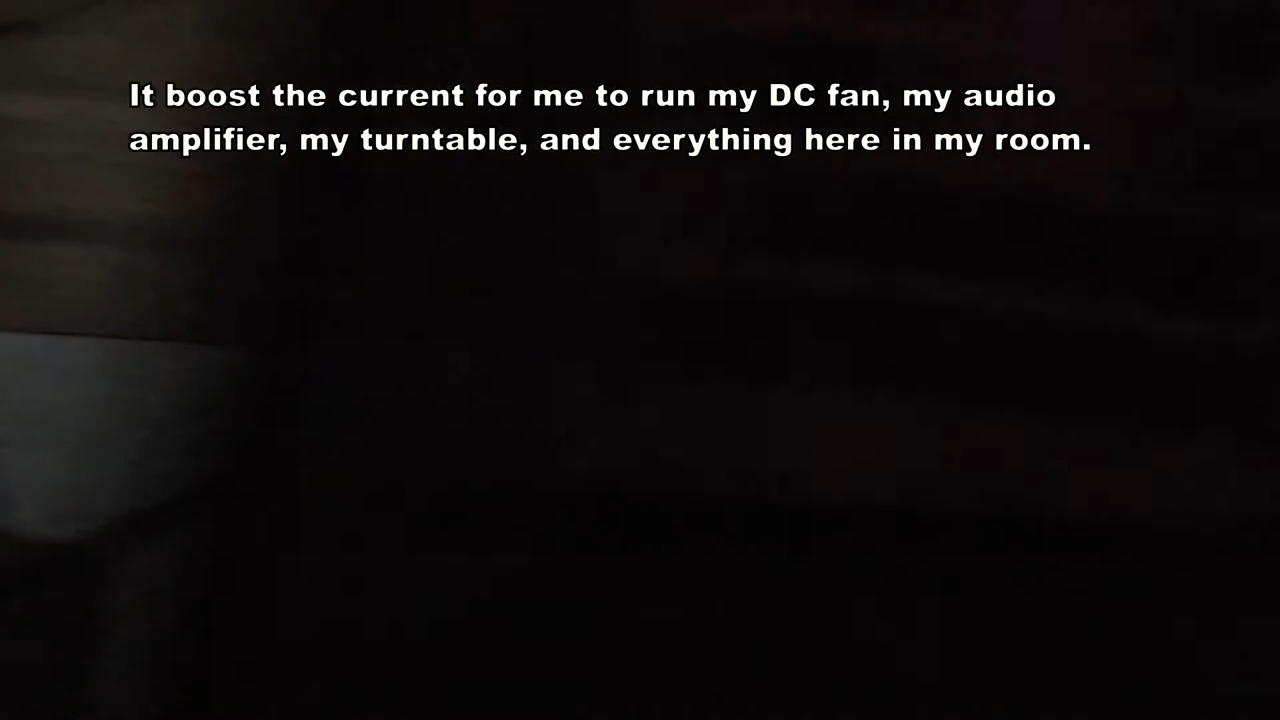 It boost the current for me to run my DC fan, my audio
amplifier, my turntable, and everything here in my room.